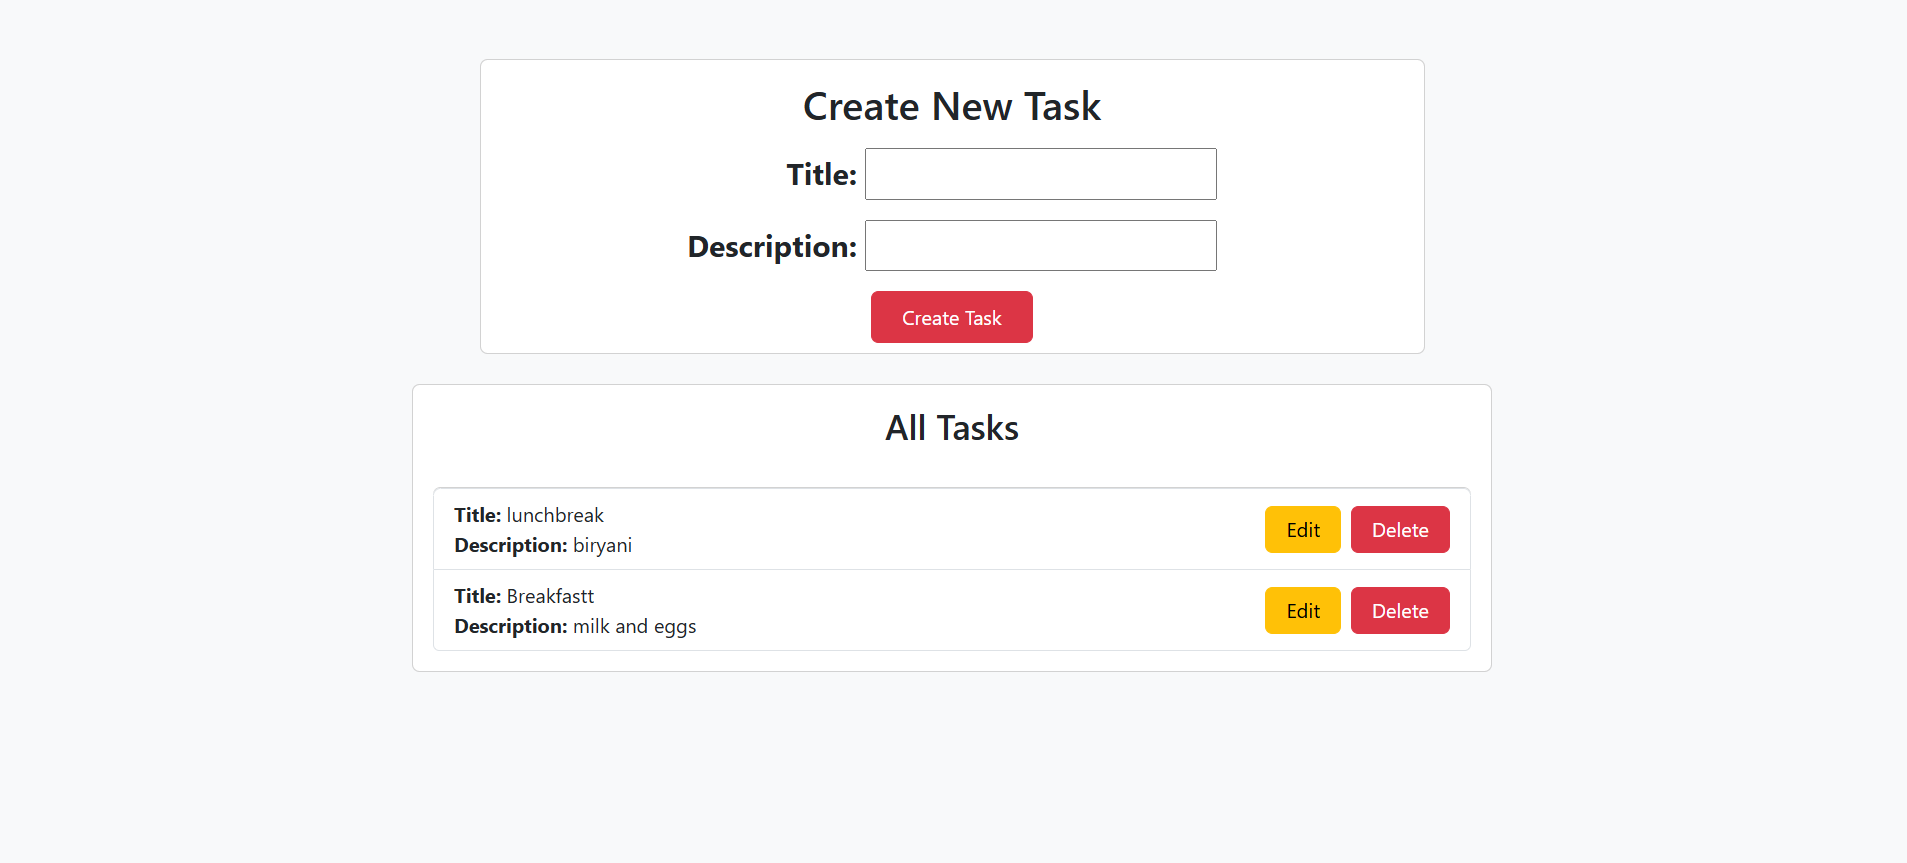 Create New Task
Title:
Description:
Create Task
All Tasks
Title: lunchbreak
Description: biryani
Edit Delete
Title: Breakfastt
Description: milk and eggs
Edit Delete